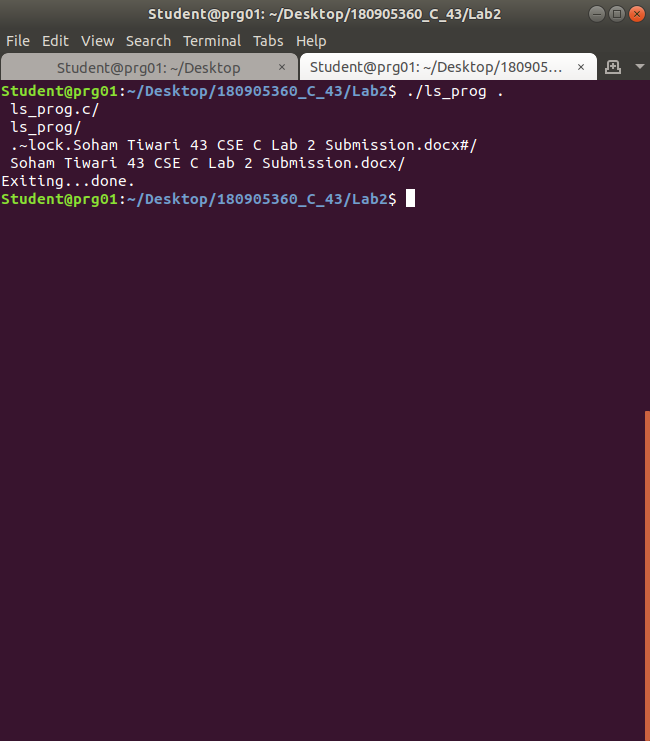 Student@prg01: ~/Desktop/180905360_C_43/Lab2
File Edit View Search Terminal Tabs Help
Student@prg01: ~/Desktop × Student@prg01: ~/Desktop/180905... ×
Student@prg01:~/Desktop/180905360_C_43/Lab2$ ./ls_prog .
ls_prog.c/
ls_prog/
.~lock.Soham Tiwari 43 CSE C Lab 2 Submission.docx#/
Soham Tiwari 43 CSE C Lab 2 Submission.docx/
Exiting...done.
Student@prg01:~/Desktop/180905360_C_43/Lab2$